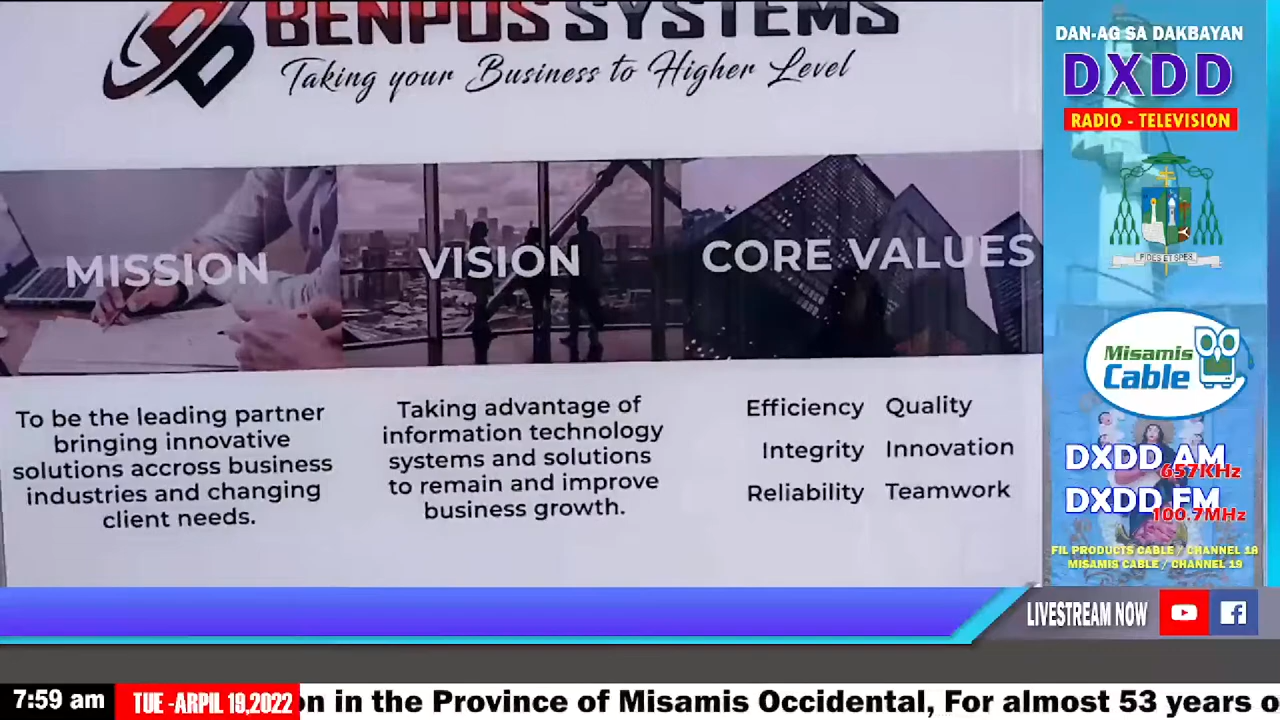 BENPOS SYSTEMS
Taking your Business to Higher Level
MISSION
VISION
CORE VALUES
To be the leading partner
bringing innovative
solutions accross business
industries and changing
client needs.
Taking advantage of
information technology
systems and solutions
to remain and improve
business growth.
Efficiency Quality
Integrity Innovation
Reliability Teamwork
DAN-AG SA DAKBAYAN
DXDD
RADIO - TELEVISION
FIDES ET SPES
Misamis
Cable
DXDD AM
657KHz
DXDD FM
100.7MHz
FIL PRODUCTS CABLE / CHANNEL 18
MISAMIS CABLE / CHANNEL 19
LIVESTREAM NOW
7:59 am
TUE -ARPIL 19,2022
on in the Province of Misamis Occidental, For almost 53 years o